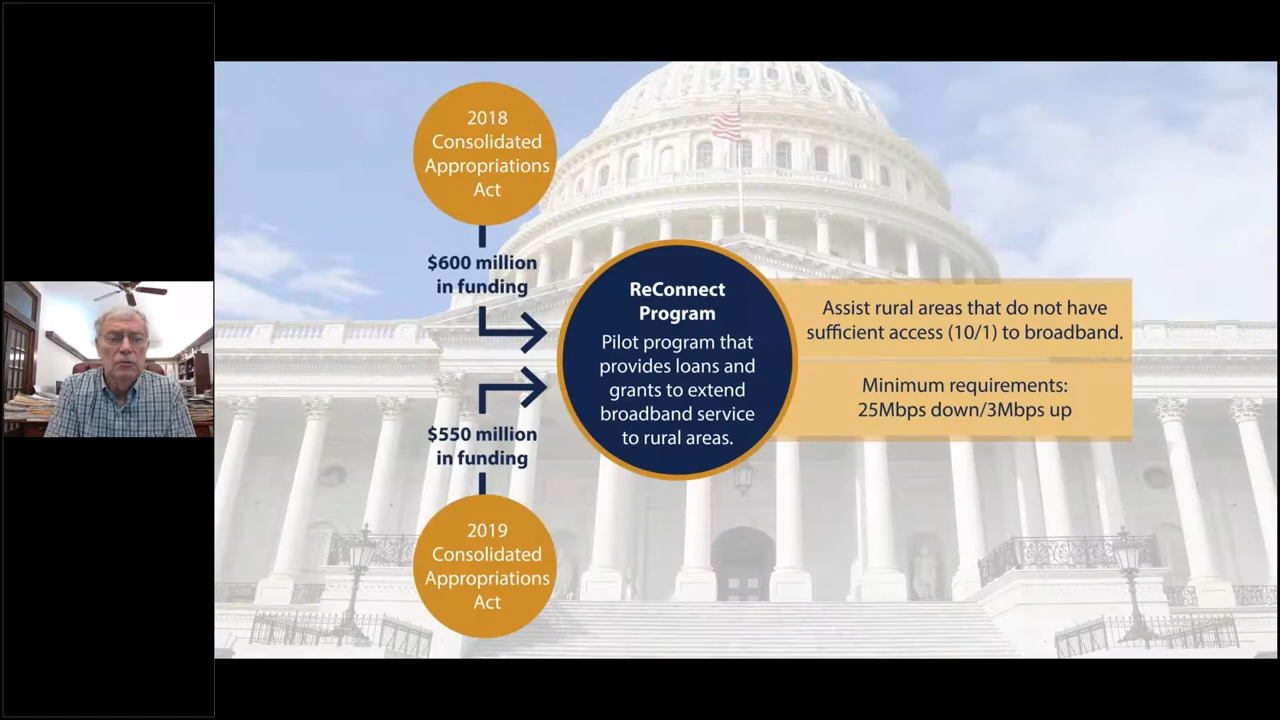 2018
Consolidated
Appropriations
Act
$600 million
in funding
$550 million
in funding
2019
Consolidated
Appropriations
Act
ReConnect
Program
Pilot program that
provides loans and
grants to extend
broadband service
to rural areas.
Assist rural areas that do not have
sufficient access (10/1) to broadband.
Minimum requirements:
25Mbps down/3Mbps up